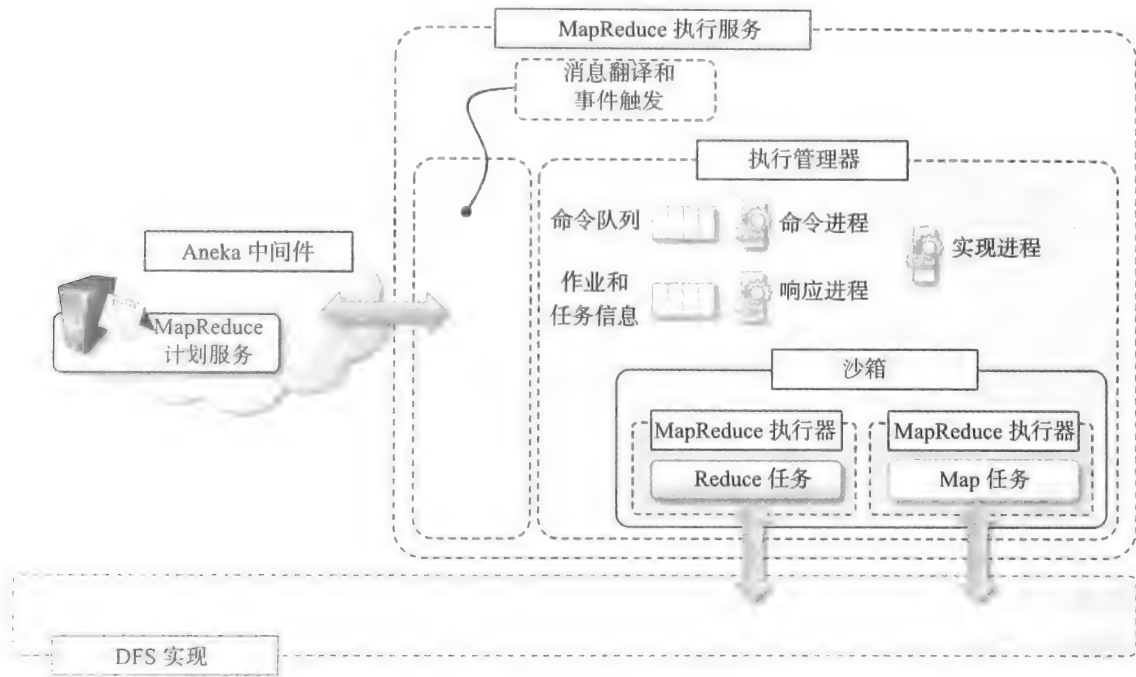 MapReduce 执行服务
消息翻译和
事件触发
执行管理器
命令队列
命令进程
实现进程
作业和
任务信息
响应进程
Aneka 中间件
MapReduce
计划服务
沙箱
MapReduce 执行器
MapReduce 执行器
Reduce 任务
Map 任务
DFS 实现